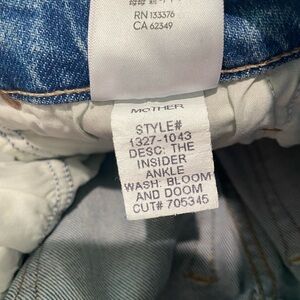 RN 133376
CA 62349
MOTHER
STYLE#
1327-1043
DESC: THE
INSIDER
ANKLE
WASH: BLOOM
AND DOOM
CUT# 705345